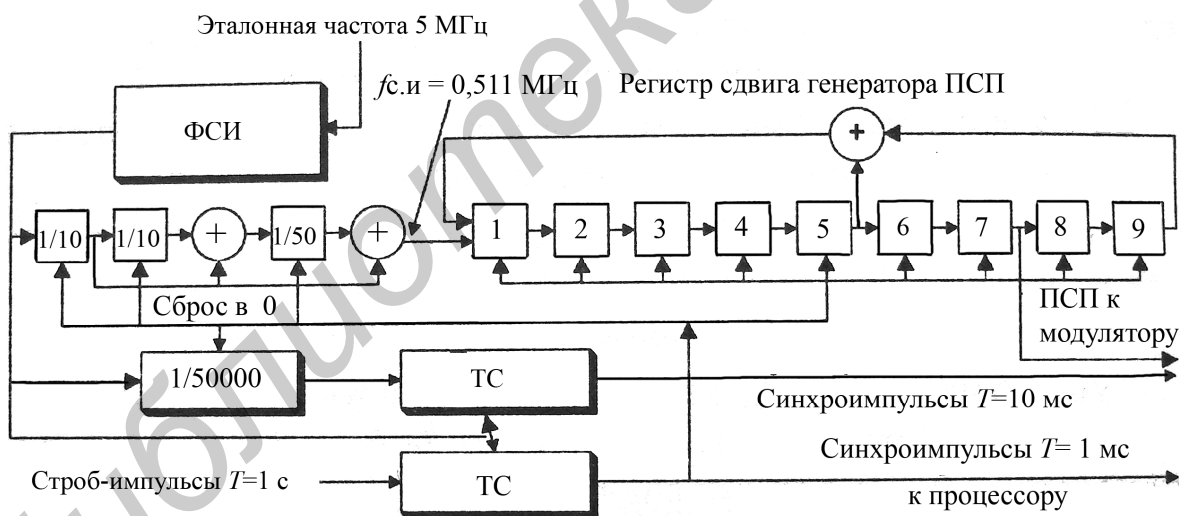 Эталонная частота 5 МГц
fс.и = 0,511 МГц
Регистр сдвига генератора ПСП
ФСИ
+
1/10
1/10
+
1/50
+
1
2
3
4
5
6
7
8
9
Сброс в 0
ПСП к
модулятору
1/50000
ТС
Синхроимпульсы T=10 мс
Строб-импульсы T=1 с
ТС
Синхроимпульсы T= 1 мс
к процессору
библиотека